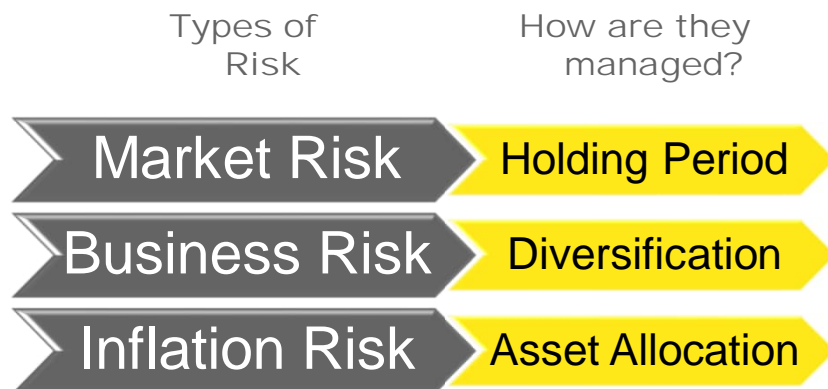 Types of
Risk
How are they
managed?
Market Risk
Holding Period
Business Risk
Diversification
Inflation Risk
Asset Allocation